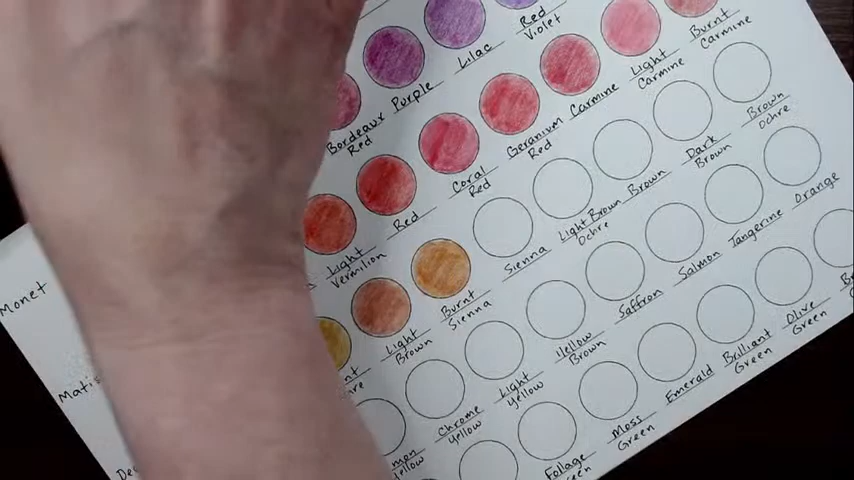 Purple
Lilac
Red
Violet
Bordeaux
Red
Red
Coral
Red
Geranium
Red
Carmine
Light
Carmine
Burnt
Carmine
Light
Vermilion
Light
Brown
Burnt
Sienna
Sienna
Light Brown
Ochre
Brown
Dark
Brown
Brown
Ochre
Chrome
Yellow
Light
Yellow
Yellow
Brown
Saffron
Salmon
Tangerine
Orange
Foliage
Moss
Green
Emerald
Brilliant
Green
Olive
Green
Monet